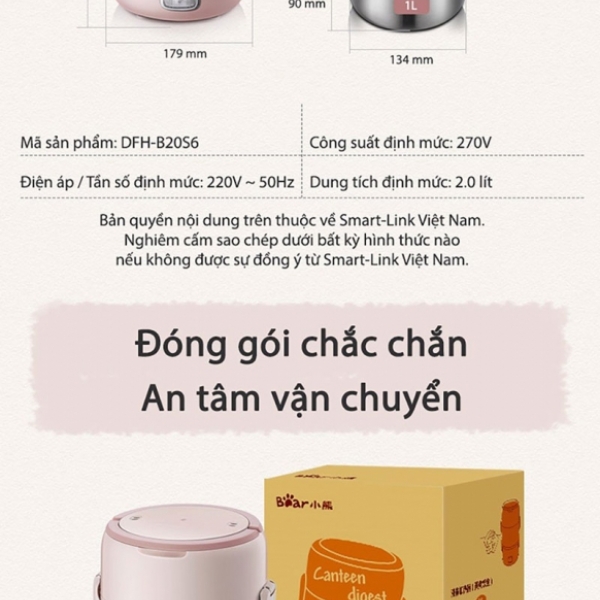 90 mm
1L
179 mm
134 mm
Mã sản phẩm: DFH-B20S6
Công suất định mức: 270V
Điện áp / Tần số định mức: 220V ~ 50Hz
Dung tích định mức: 2.0 lít
Bản quyền nội dung trên thuộc về Smart-Link Việt Nam.
Nghiêm cấm sao chép dưới bất kỳ hình thức nào
nếu không được sự đồng ý từ Smart-Link Việt Nam.
Đóng gói chắc chắn
An tâm vận chuyển
Bear小熊
Canteen
digest